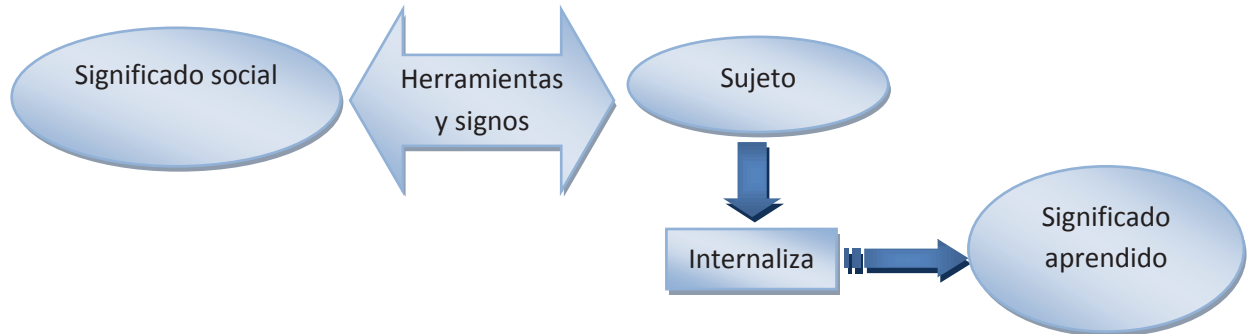 Significado social
Herramientas
y signos
Sujeto
Internaliza
Significado
aprendido